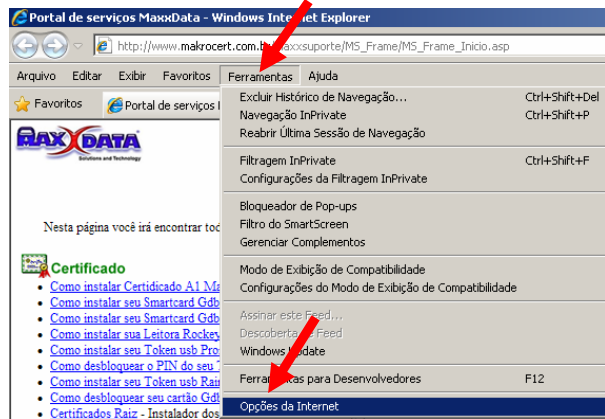 Portal de serviços MaxxData - Windows Internet Explorer
http://www.makrocert.com.br/maxxsuporte/MS_Frame/MS_Frame_Inicio.asp
Arquivo Editar Exibir Favoritos Ferramentas Ajuda
Favoritos Portal de serviços
Excluir Histórico de Navegação... Ctrl+Shift+Del
Navegação InPrivate Ctrl+Shift+P
Reabrir Última Sessão de Navegação
Filtragem InPrivate Ctrl+Shift+F
Configurações da Filtragem InPrivate
Bloqueador de Pop-ups
Filtro do SmartScreen
Gerenciar Complementos
Modo de Exibição de Compatibilidade
Configurações do Modo de Exibição de Compatibilidade
Assinar este Feed...
Descoberta de Feed
Windows Update
Ferramentas para Desenvolvedores F12
Opções da Internet
MAXXDATA
Solutions and Technology
Nesta página você irá encontrar
Certificado
Como instalar Certidicado A1
Como instalar seu Smartcard Gdb
Como instalar seu Smartcard Gdb
Como instalar sua Leitora Rockey
Como instalar seu Token usb Pro
Como desbloquear o PIN do seu
Como instalar seu Token usb
Como desbloquear seu cartão
Certificados Raiz - Instalador dos